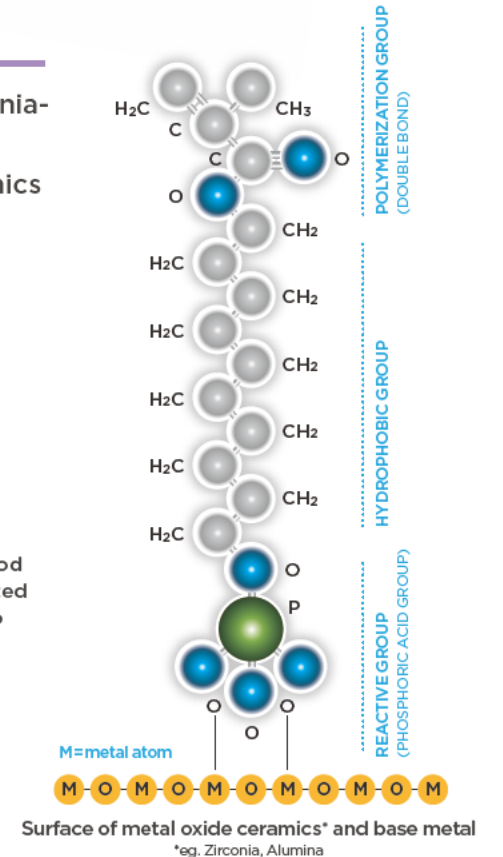 nia-
nics
od
ed
H2C
CH3
C
C
O
O
CH2
H2C
CH2
H2C
CH2
H2C
CH2
H2C
CH2
H2C
O
P
O
O
O
POLYMERIZATION GROUP
(DOUBLE BOND)
HYDROPHOBIC GROUP
REACTIVE GROUP
(PHOSPHORIC ACID GROUP)
M=metal atom
M O M O M O M O M O M
Surface of metal oxide ceramics* and base metal
*eg. Zirconia, Alumina